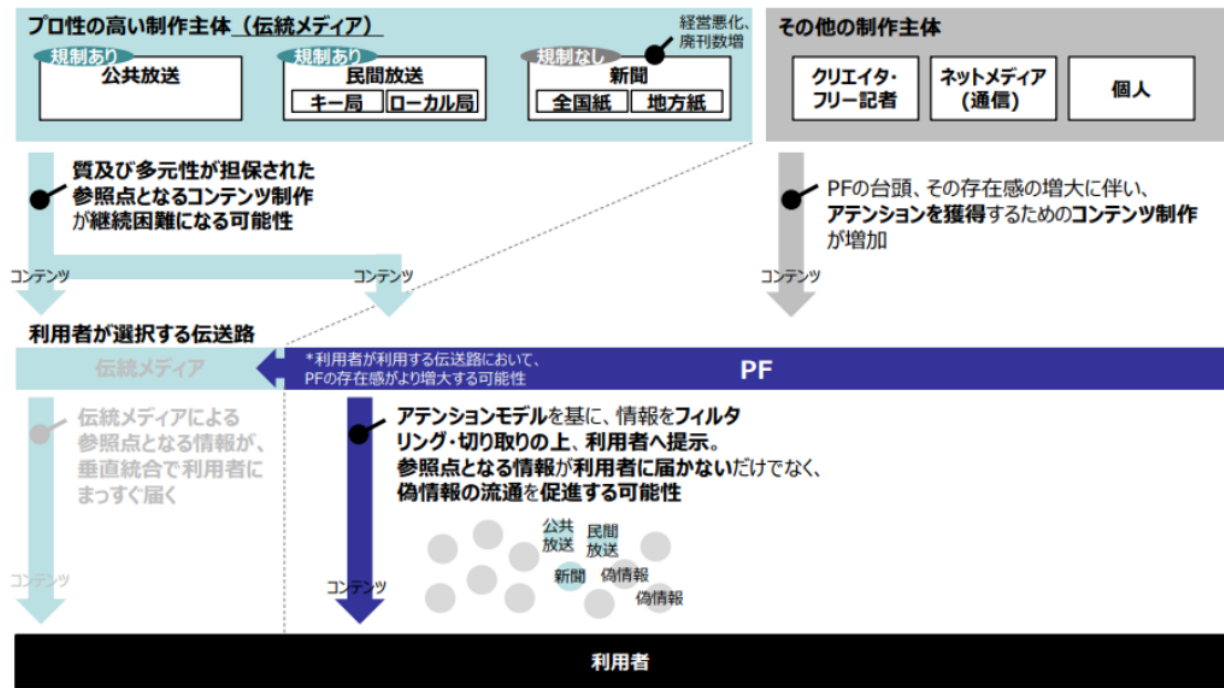 プロ性の高い制作主体（伝統メディア）
経営悪化、
廃刊数増
規制あり
公共放送
規制あり
民間放送
キー局
ローカル局
規制なし
新聞
全国紙
地方紙
その他の制作主体
クリエイタ・
フリー記者
ネットメディア
(通信)
個人
質及び多元性が担保された
参照点となるコンテンツ制作
が継続困難になる可能性
PFの台頭、その存在感の増大に伴い、
アテンションを獲得するためのコンテンツ制作
が増加
コンテンツ
コンテンツ
コンテンツ
利用者が選択する伝送路
伝統メディア
*利用者が利用する伝送路において、
PFの存在感がより増大する可能性
PF
伝統メディアによる
参照点となる情報が、
垂直統合で利用者に
まっすぐ届く
アテンションモデルを基に、情報をフィルタ
リング・切り取りの上、利用者へ提示。
参照点となる情報が利用者に届かないだけでなく、
偽情報の流通を促進する可能性
公共
放送
民間
放送
新聞
偽情報
偽情報
コンテンツ
コンテンツ
利用者